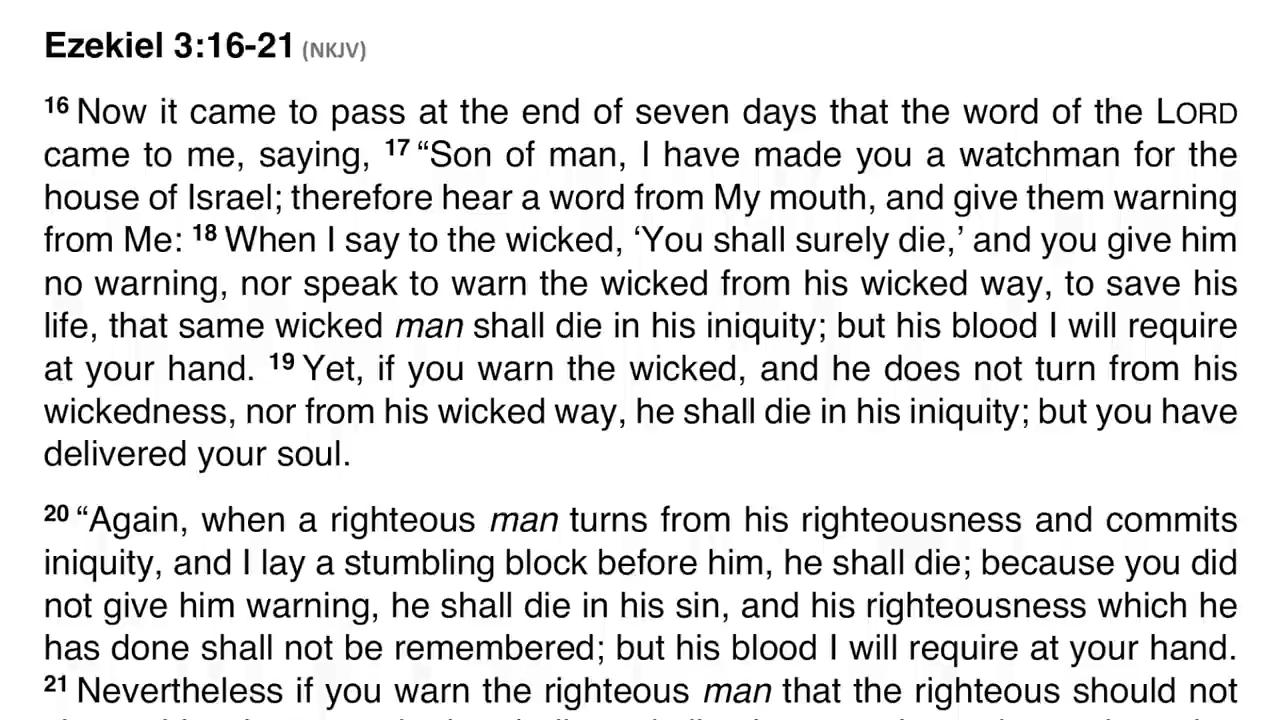 Ezekiel 3:16-21 (NKJV)
16 Now it came to pass at the end of seven days that the word of the LORD
came to me, saying, 17 “Son of man, I have made you a watchman for the
house of Israel; therefore hear a word from My mouth, and give them warning
from Me: 18 When I say to the wicked, ‘You shall surely die,’ and you give him
no warning, nor speak to warn the wicked from his wicked way, to save his
life, that same wicked man shall die in his iniquity; but his blood I will require
at your hand. 19 Yet, if you warn the wicked, and he does not turn from his
wickedness, nor from his wicked way, he shall die in his iniquity; but you have
delivered your soul.
20 “Again, when a righteous man turns from his righteousness and commits
iniquity, and I lay a stumbling block before him, he shall die; because you did
not give him warning, he shall die in his sin, and his righteousness which he
has done shall not be remembered; but his blood I will require at your hand.
21 Nevertheless if you warn the righteous man that the righteous should not